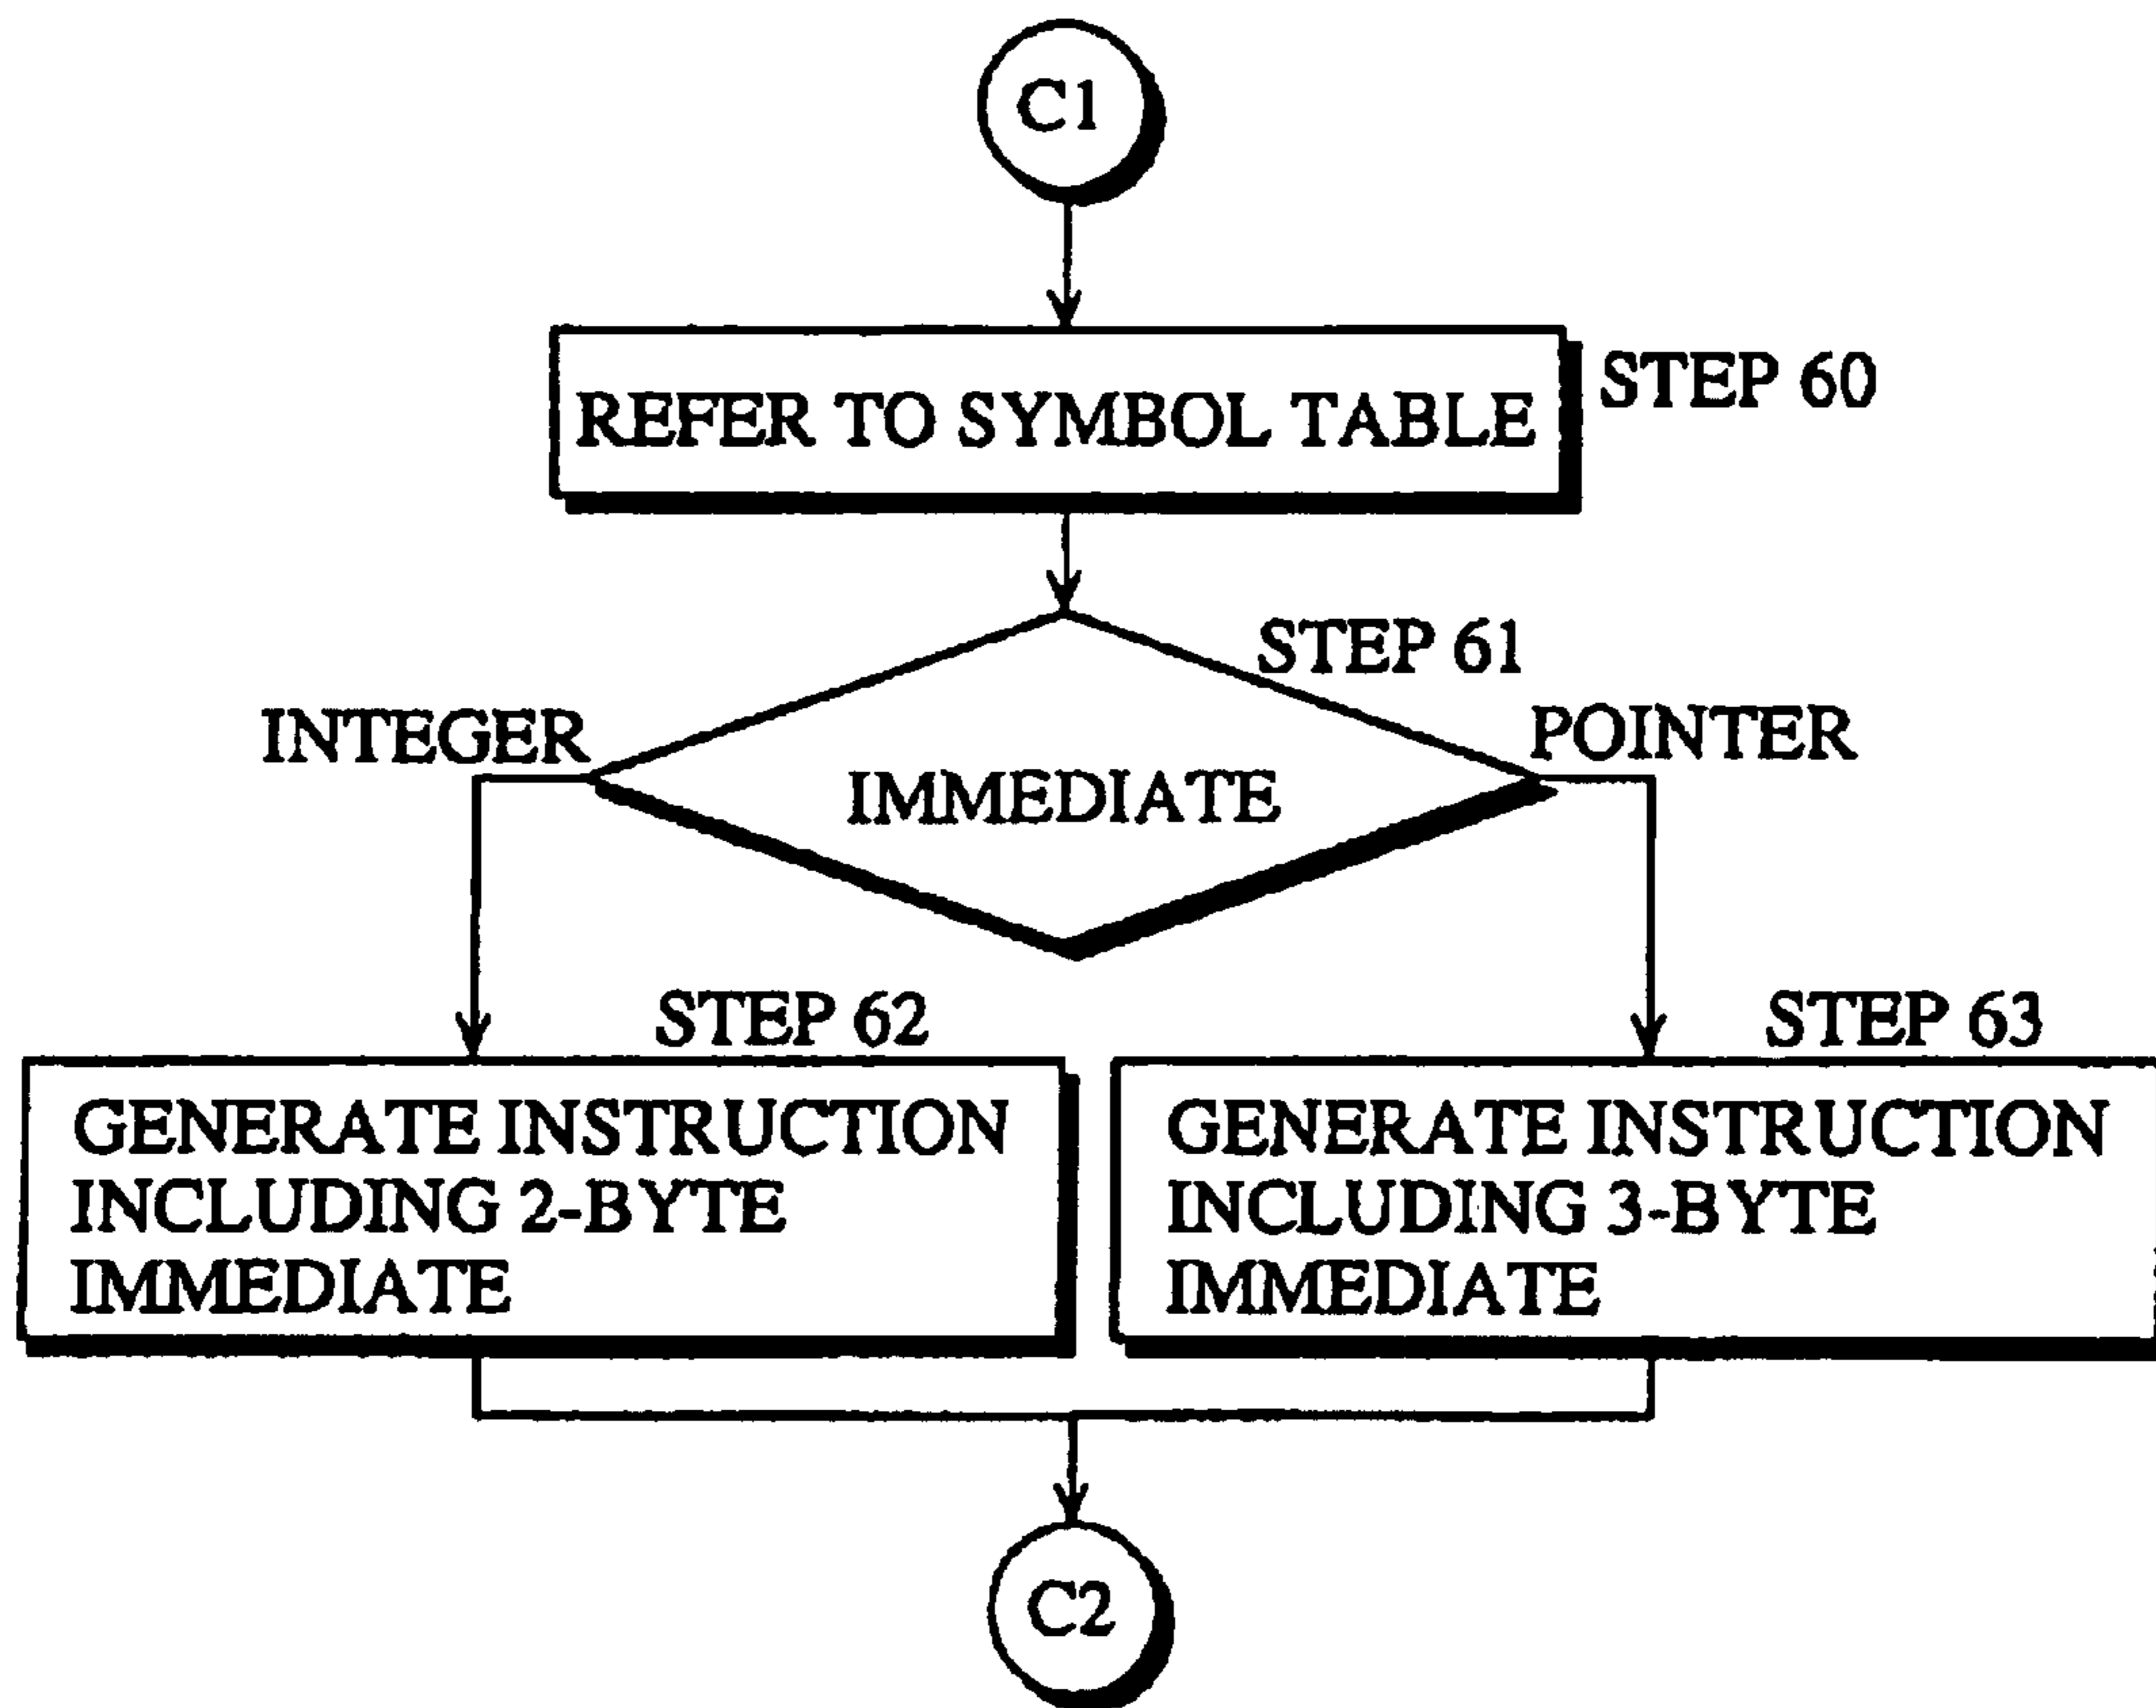 C1
STEP 60
REFER TO SYMBOL TABLE
STEP 61
INTEGER
POINTER
IMMEDIATE
STEP 62
GENERATE INSTRUCTION
INCLUDING 2-BYTE
IMMEDIATE
STEP 63
GENERATE INSTRUCTION
INCLUDING 3-BYTE
IMMEDIATE
C2